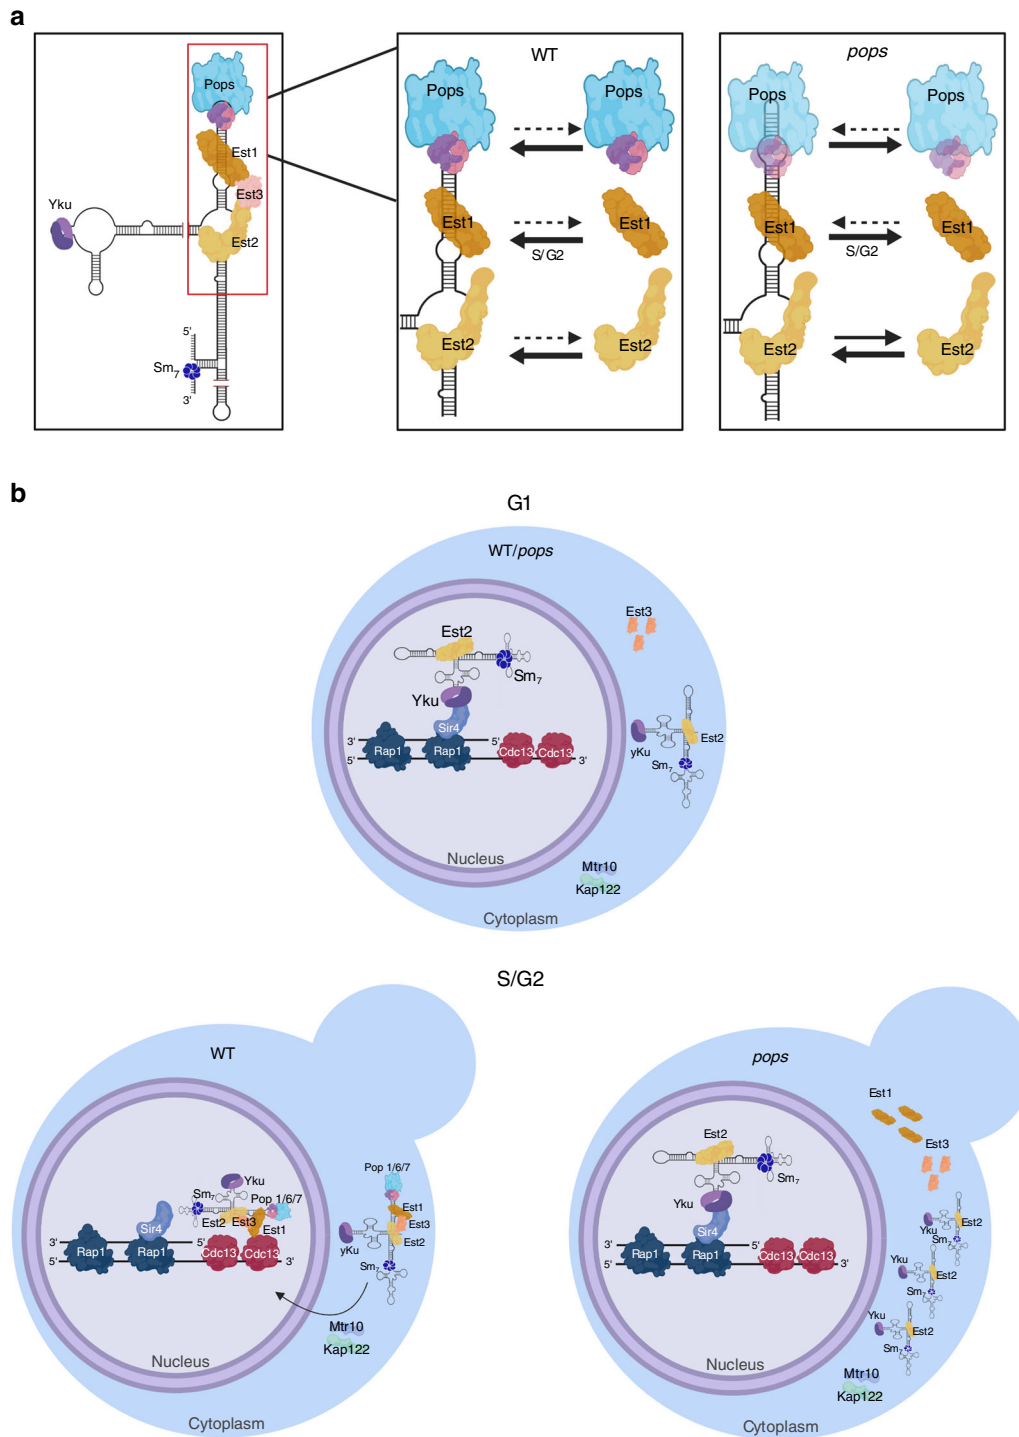 a
Pops
Est1
Est3
Yku
Est2
5'
Sm7
3'
WT
Pops
Pops
Est1
Est1
S/G2
Est2
Est2
pops
Pops
Pops
Est1
Est1
S/G2
Est2
Est2
b
G1
WT/pops
Est3
Est2
Sm7
Yku
Sir4
3'
5'
Rap1
Rap1
Cdc13
Cdc13
5'
3'
Est2
yKu
Sm7
Nucleus
Mtr10
Kap122
Cytoplasm
S/G2
WT
Pop 1/6/7
Yku
Sm7
Pop 1/6/7
Est1
Est2
Est3
Est3
Sir4
Est1
yKu
Est2
3'
5'
Rap1
Rap1
Cdc13
Cdc13
5'
3'
Sm7
Mtr10
Kap122
Nucleus
Cytoplasm
pops
Est1
Est2
Est3
Sm7
Yku
Sir4
3'
5'
Rap1
Rap1
Cdc13
Cdc13
5'
3'
Yku
Est2
Sm7
Yku
Est2
Sm7
Yku
Est2
Sm7
Nucleus
Mtr10
Kap122
Cytoplasm